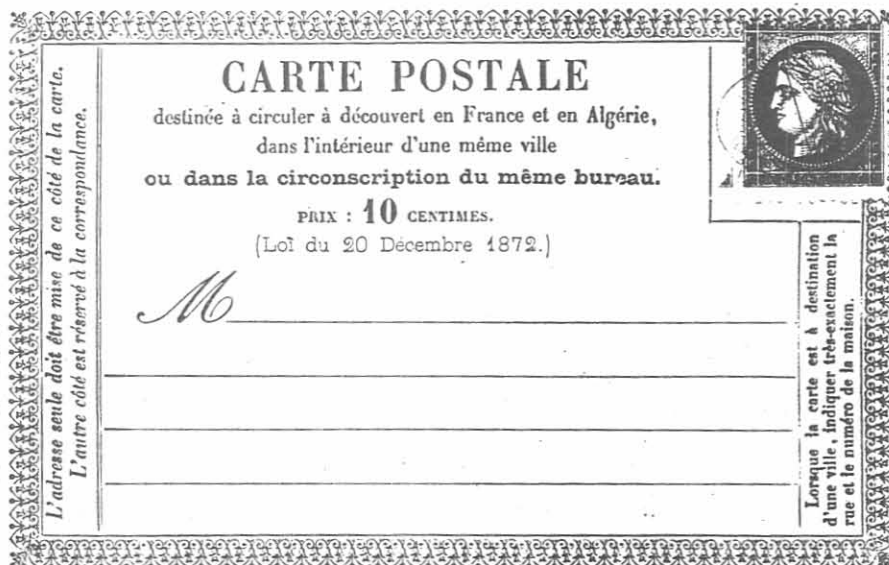 CARTE POSTALE
destinée à circuler à découvert en France et en Algérie,
dans l'intérieur d'une même ville
ou dans la circonscription du même bureau.
PRIX : 10 CENTIMES.
(Loi du 20 Décembre 1872.)
M
L'adresse seule doit être mise de ce côté de la carte.
L'autre côté est réservé à la correspondance.
Lorsque la carte est à destination
d'une ville, indiquer très-exactement la
rue et le numéro de la maison.